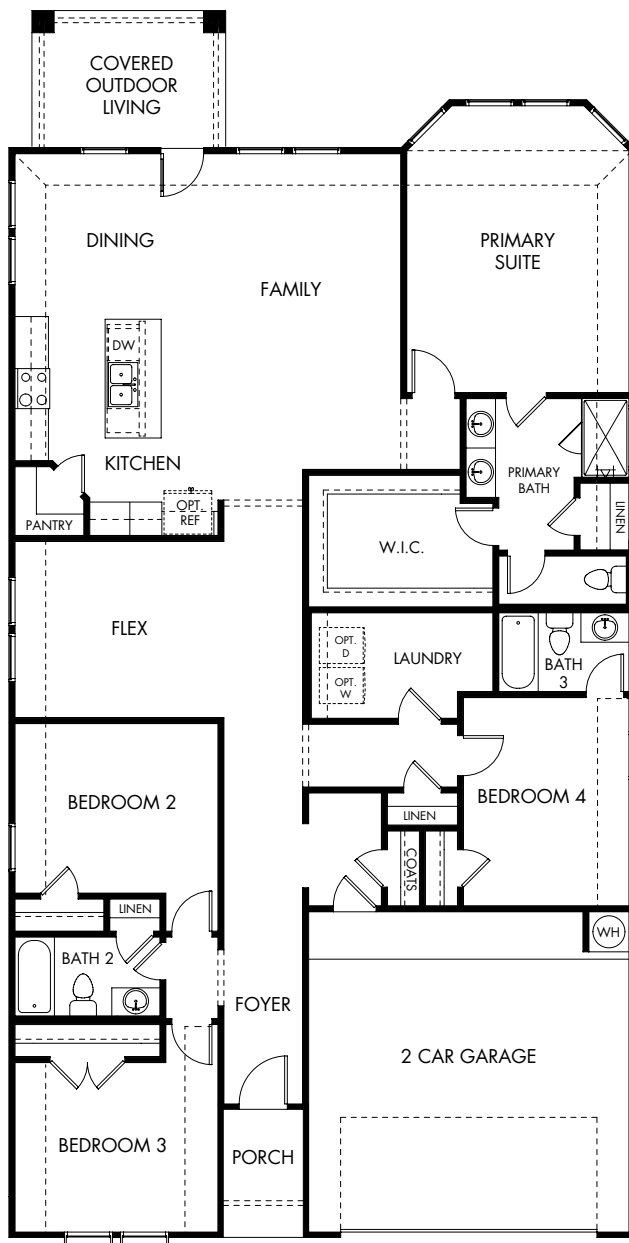 COVERED
OUTDOOR
LIVING
DINING
PRIMARY
SUITE
FAMILY
DW
KITCHEN
PRIMARY
BATH
OPT.
REF
PANTRY
LINEN
W.I.C.
FLEX
OPT.
D
LAUNDRY
OPT.
W
BATH
3
BEDROOM 2
BEDROOM 4
LINEN
COATS
LINEN
WH
BATH 2
FOYER
2 CAR GARAGE
BEDROOM 3
PORCH